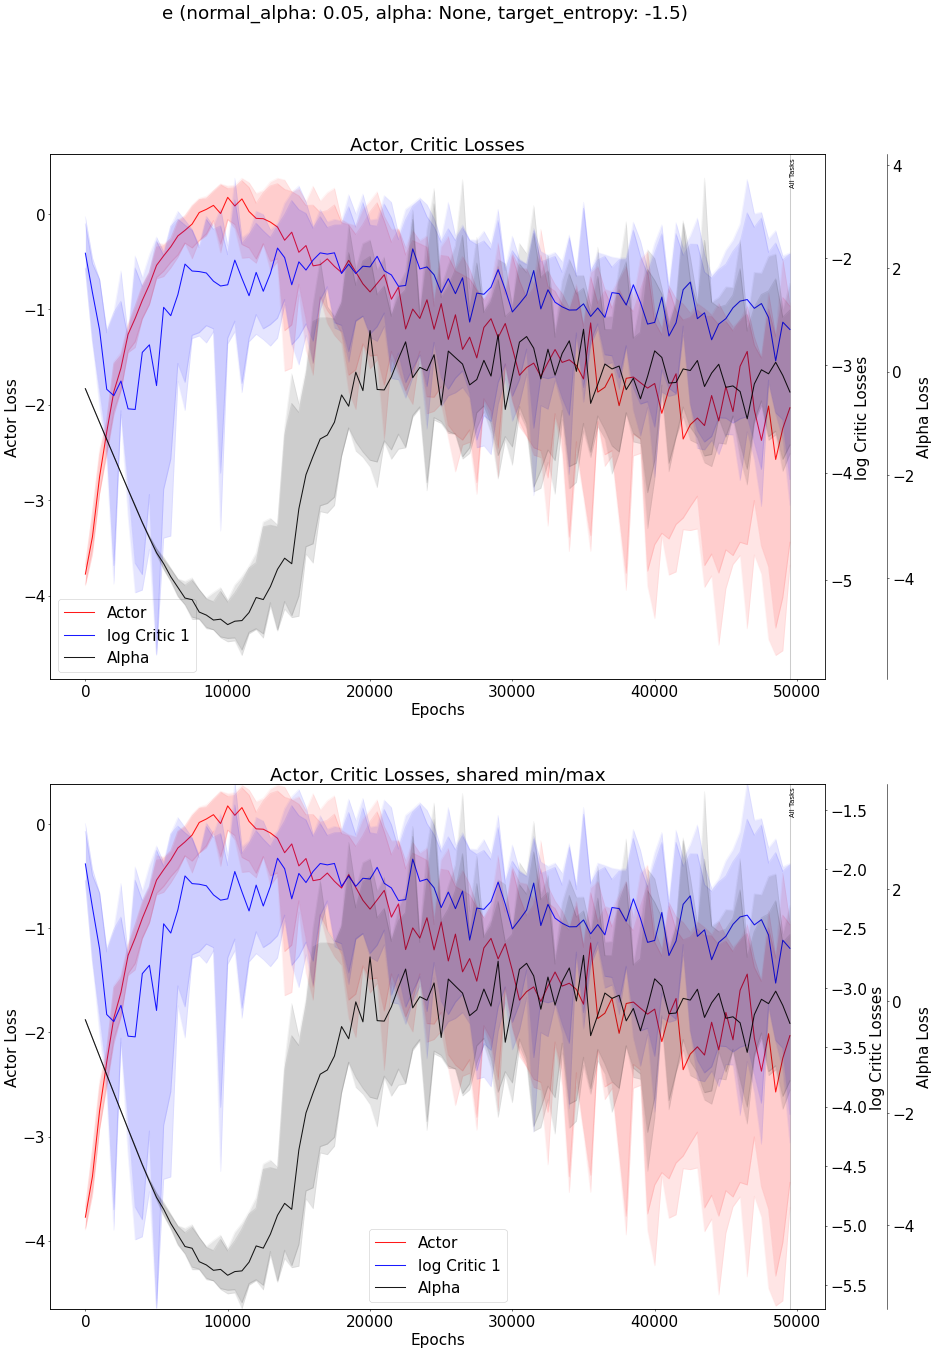 e (normal_alpha: 0.05, alpha: None, target_entropy: -1.5)
Actor, Critic Losses
All Tasks
0
−1
−2
−3
−4
Actor Loss
−2
−3
−4
−5
log Critic Losses
4
2
0
−2
−4
Alpha Loss
Actor
log Critic 1
Alpha
0 10000 20000 30000 40000 50000
Epochs
Actor, Critic Losses, shared min/max
All Tasks
0
−1
−2
−3
−4
Actor Loss
−1.5
−2.0
−2.5
−3.0
−3.5
−4.0
−4.5
−5.0
−5.5
log Critic Losses
2
0
−2
−4
Alpha Loss
Actor
log Critic 1
Alpha
0 10000 20000 30000 40000 50000
Epochs